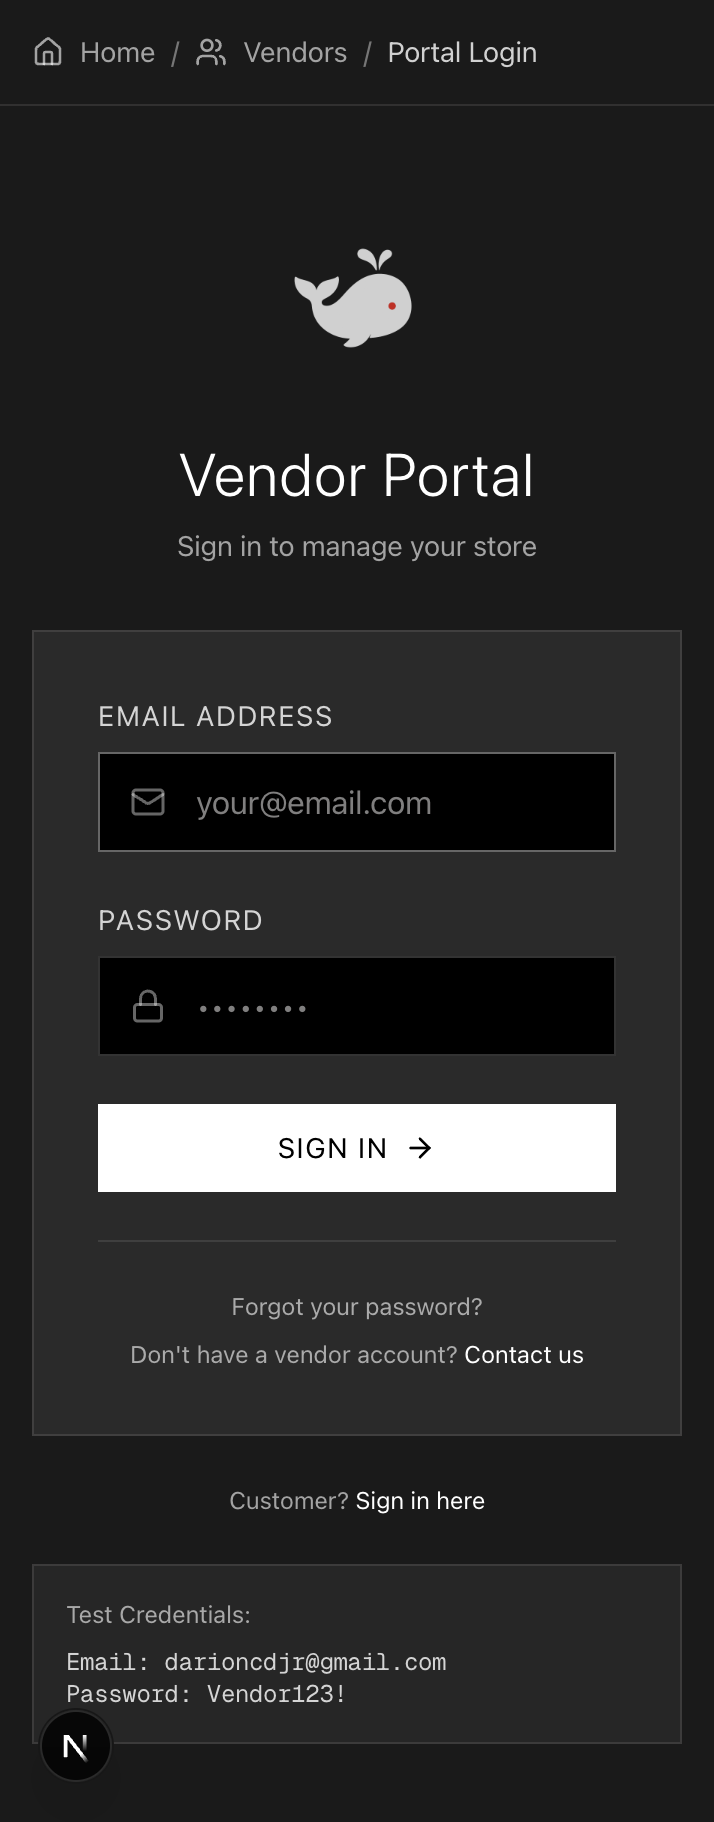 Home / Vendors / Portal Login
Vendor Portal
Sign in to manage your store
EMAIL ADDRESS
your@email.com
PASSWORD
••••••••
SIGN IN →
Forgot your password?
Don't have a vendor account? Contact us
Customer? Sign in here
Test Credentials:
Email: darioncdjr@gmail.com
Password: Vendor123!
N